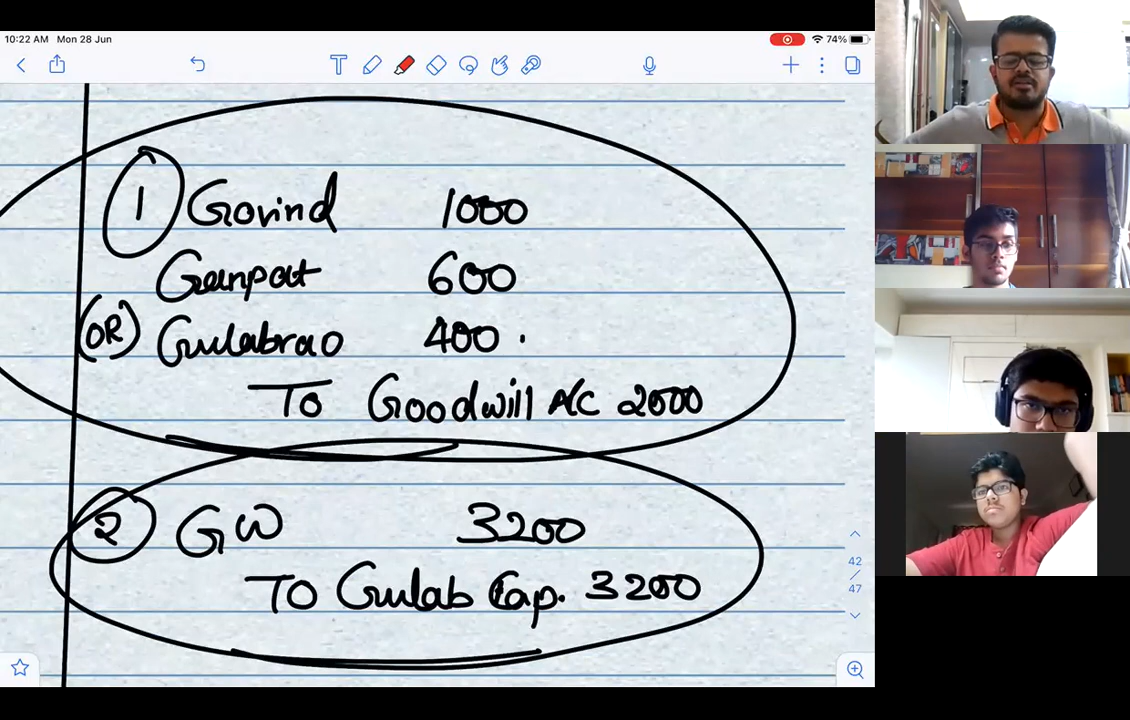 10:22 AM Mon 28 Jun
74%
1 Govind 1000
Ganpat 600
(OR) Gulabrao 400 .
To Goodwill A/C 2000
2 GW 3200
To Gulab Cap. 3200
42
/
47